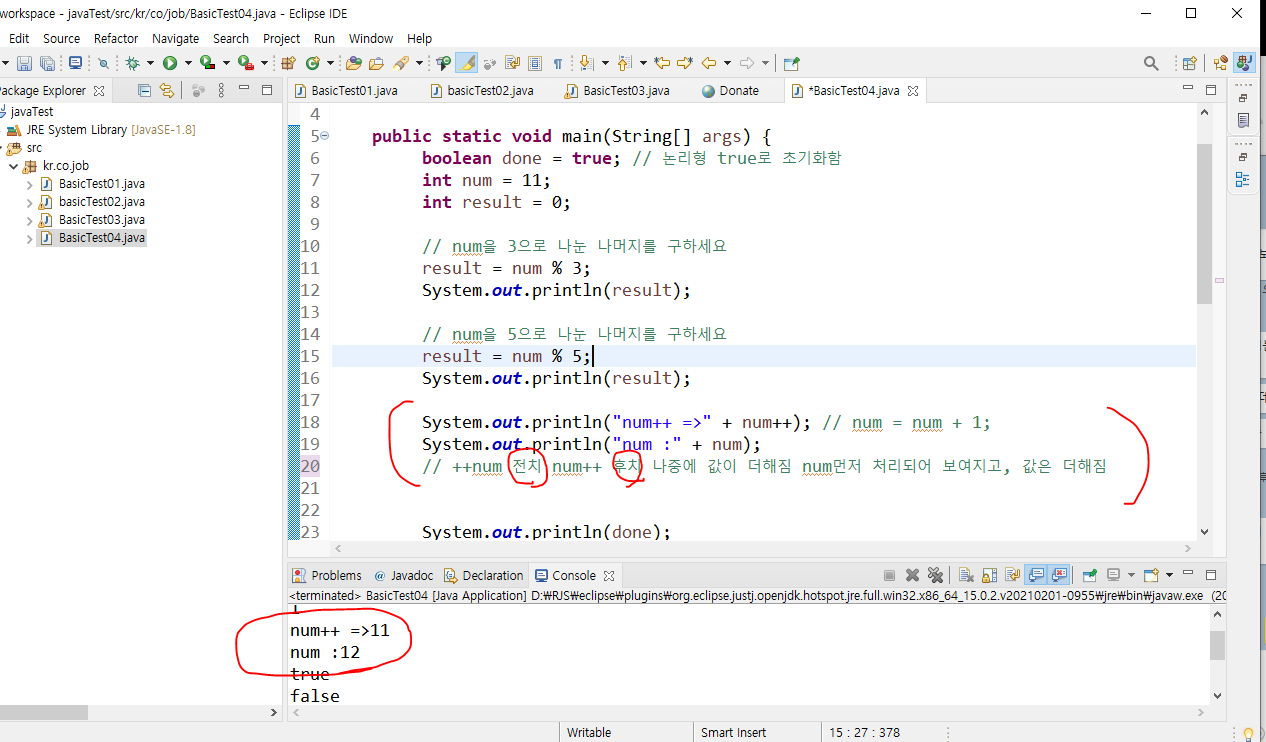 workspace - javaTest/src/kr/co/job/BasicTest04.java - Eclipse IDE
Edit Source Refactor Navigate Search Project Run Window Help
ackage Explorer
javaTest
JRE System Library [JavaSE-1.8]
src
kr.co.job
BasicTest01.java
basicTest02.java
BasicTest03.java
BasicTest04.java
BasicTest01.java basicTest02.java BasicTest03.java Donate *BasicTest04.java
4
5 public static void main(String[] args) {
6 boolean done = true; // 논리형 true로 초기화함
7 int num = 11;
8 int result = 0;
9
10 // num을 3으로 나눈 나머지를 구하세요
11 result = num % 3;
12 System.out.println(result);
13
14 // num을 5으로 나눈 나머지를 구하세요
15 result = num % 5;
16 System.out.println(result);
17
18 System.out.println("num++ =>" + num++); // num = num + 1;
19 System.out.println("num :" + num);
20 // ++num 전치 num++ 후치 나중에 값이 더해짐 num먼저 처리되어 보여지고, 값은 더해짐
21
22
23 System.out.println(done);
Problems Javadoc Declaration Console
<terminated> BasicTest04 [Java Application] D:₩RJS₩eclipse₩plugins₩org.eclipse.justj.openjdk.hotspot.jre.full.win32.x86_64_15.0.2.v20210201-0955₩jre₩bin₩javaw.exe (20
1
num++ =>11
num :12
true
false
Writable Smart Insert 15 : 27 : 378